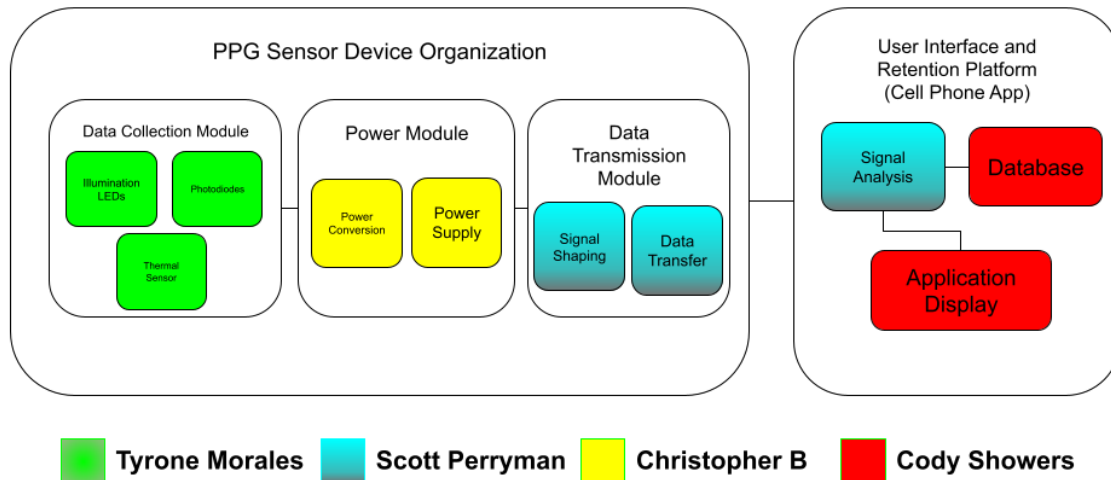 PPG Sensor Device Organization
Data Collection Module
Illumination
LEDs
Photodiodes
Thermal
Sensor
Power Module
Power
Conversion
Power
Supply
Data
Transmission
Module
Signal
Shaping
Data
Transfer
User Interface and
Retention Platform
(Cell Phone App)
Signal
Analysis
Database
Application
Display
Tyrone Morales
Scott Perryman
Christopher B
Cody Showers